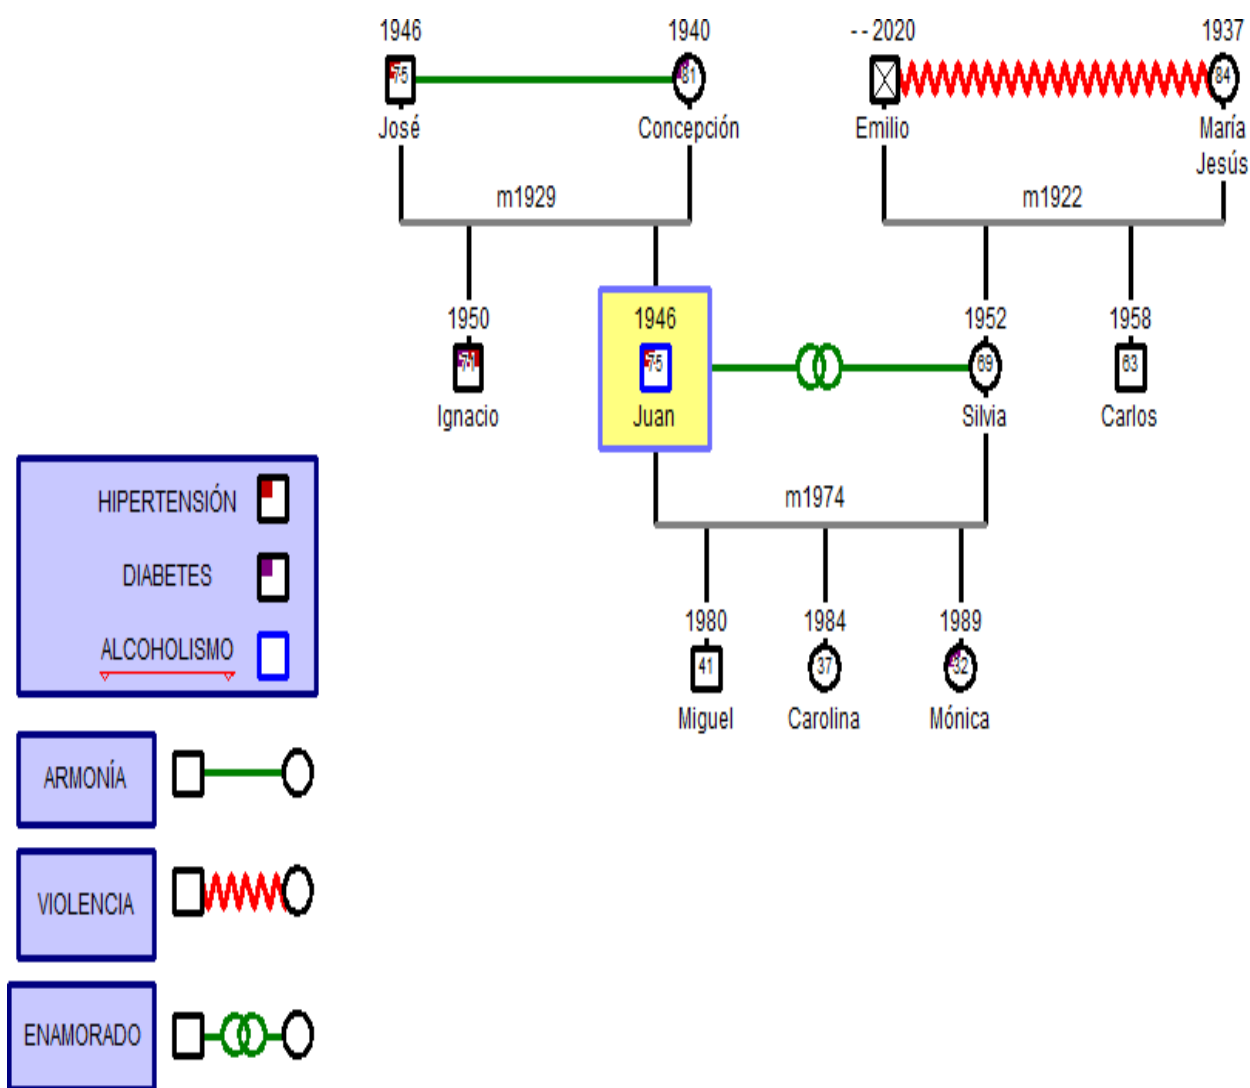 1946
1940
--2020
1937
75
81
84
José
Concepción
Emilio
María
Jesús
m1929
m1922
1950
1946
1952
1958
71
75
69
63
Ignacio
Juan
Silvia
Carlos
m1974
1980
1984
1989
41
37
32
Miguel
Carolina
Mónica
HIPERTENSIÓN
DIABETES
ALCOHOLISMO
ARMONÍA
VIOLENCIA
ENAMORADO